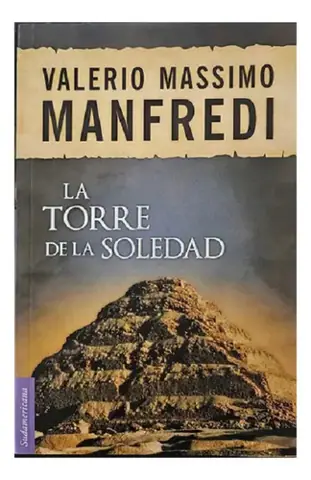 VALERIO MASSIMO
MANFREDI
LA
TORRE
DE LA SOLEDAD
Sudamericana